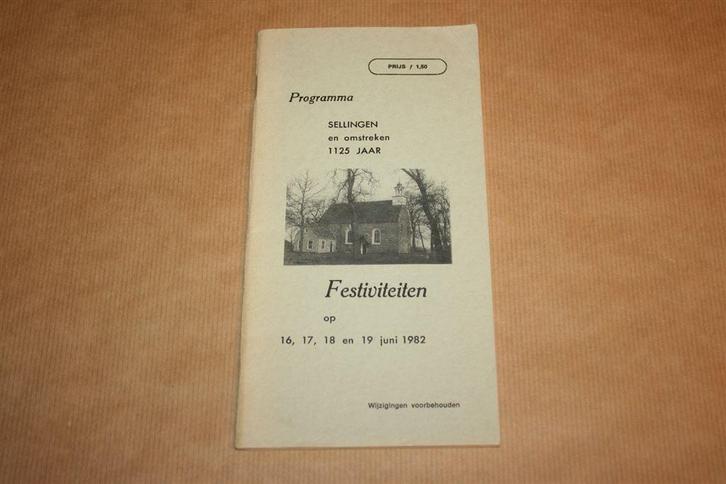 PRIJS f 1,50
Programma
SELLINGEN
en omstreken
1125 JAAR
Festiviteiten
op
16, 17, 18 en 19 juni 1982
Wijzigingen voorbehouden